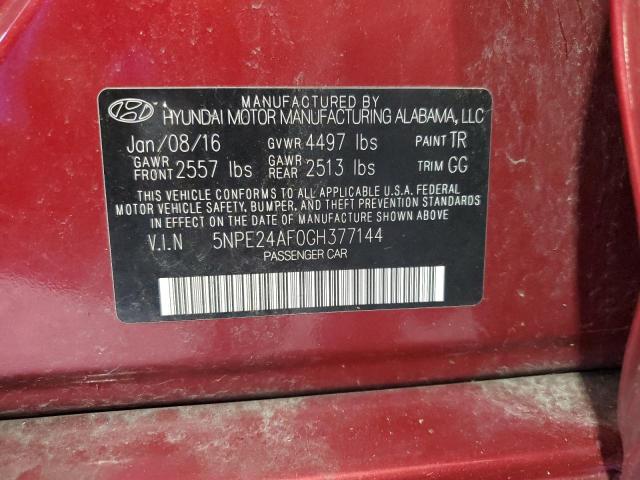 MANUFACTURED BY
HYUNDAI MOTOR MANUFACTURING ALABAMA, LLC
Jan/08/16 GVWR 4497 lbs PAINT TR
GAWR FRONT 2557 lbs GAWR REAR 2513 lbs TRIM GG
THIS VEHICLE CONFORMS TO ALL APPLICABLE U.S.A. FEDERAL
MOTOR VEHICLE SAFETY, BUMPER, AND THEFT PREVENTION STANDARDS
IN EFFECT ON THE DATE OF MANUFACTURE SHOWN ABOVE
V.I.N 5NPE24AF0GH377144
PASSENGER CAR